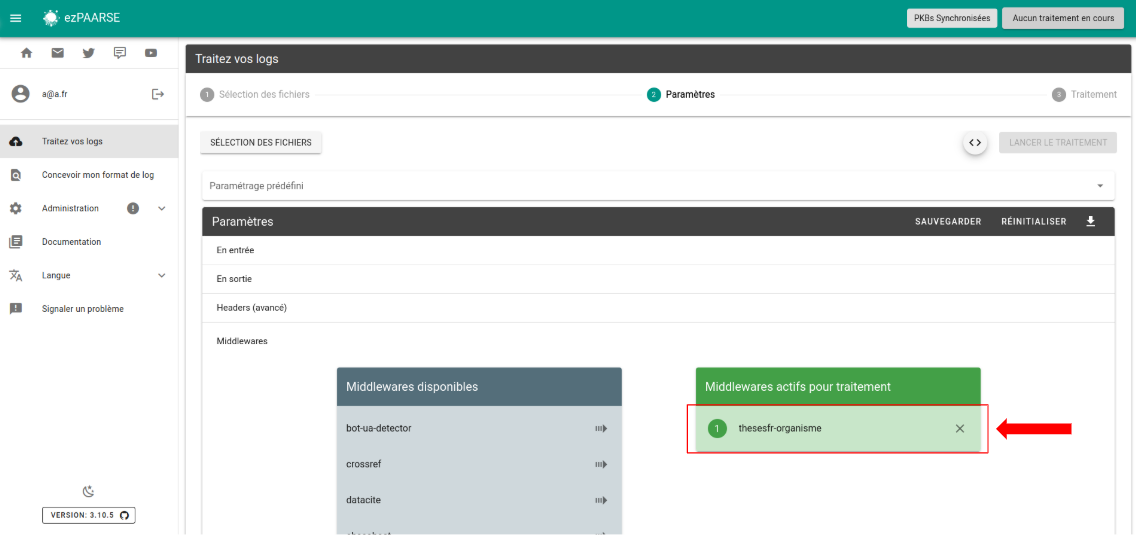 ezPAARSE
PKBs Synchronisées
Aucun traitement en cours
a@a.fr
Traitez vos logs
Concevoir mon format de log
Administration
Documentation
Langue
Signaler un problème
VERSION: 3.10.5
Traitez vos logs
1 Sélection des fichiers
2 Paramètres
3 Traitement
SÉLECTION DES FICHIERS
LANCER LE TRAITEMENT
Paramétrage prédéfini
Paramètres
SAUVEGARDER
RÉINITIALISER
En entrée
En sortie
Headers (avancé)
Middlewares
Middlewares disponibles
bot-ua-detector
crossref
datacite
Middlewares actifs pour traitement
1 thesesfr-organisme